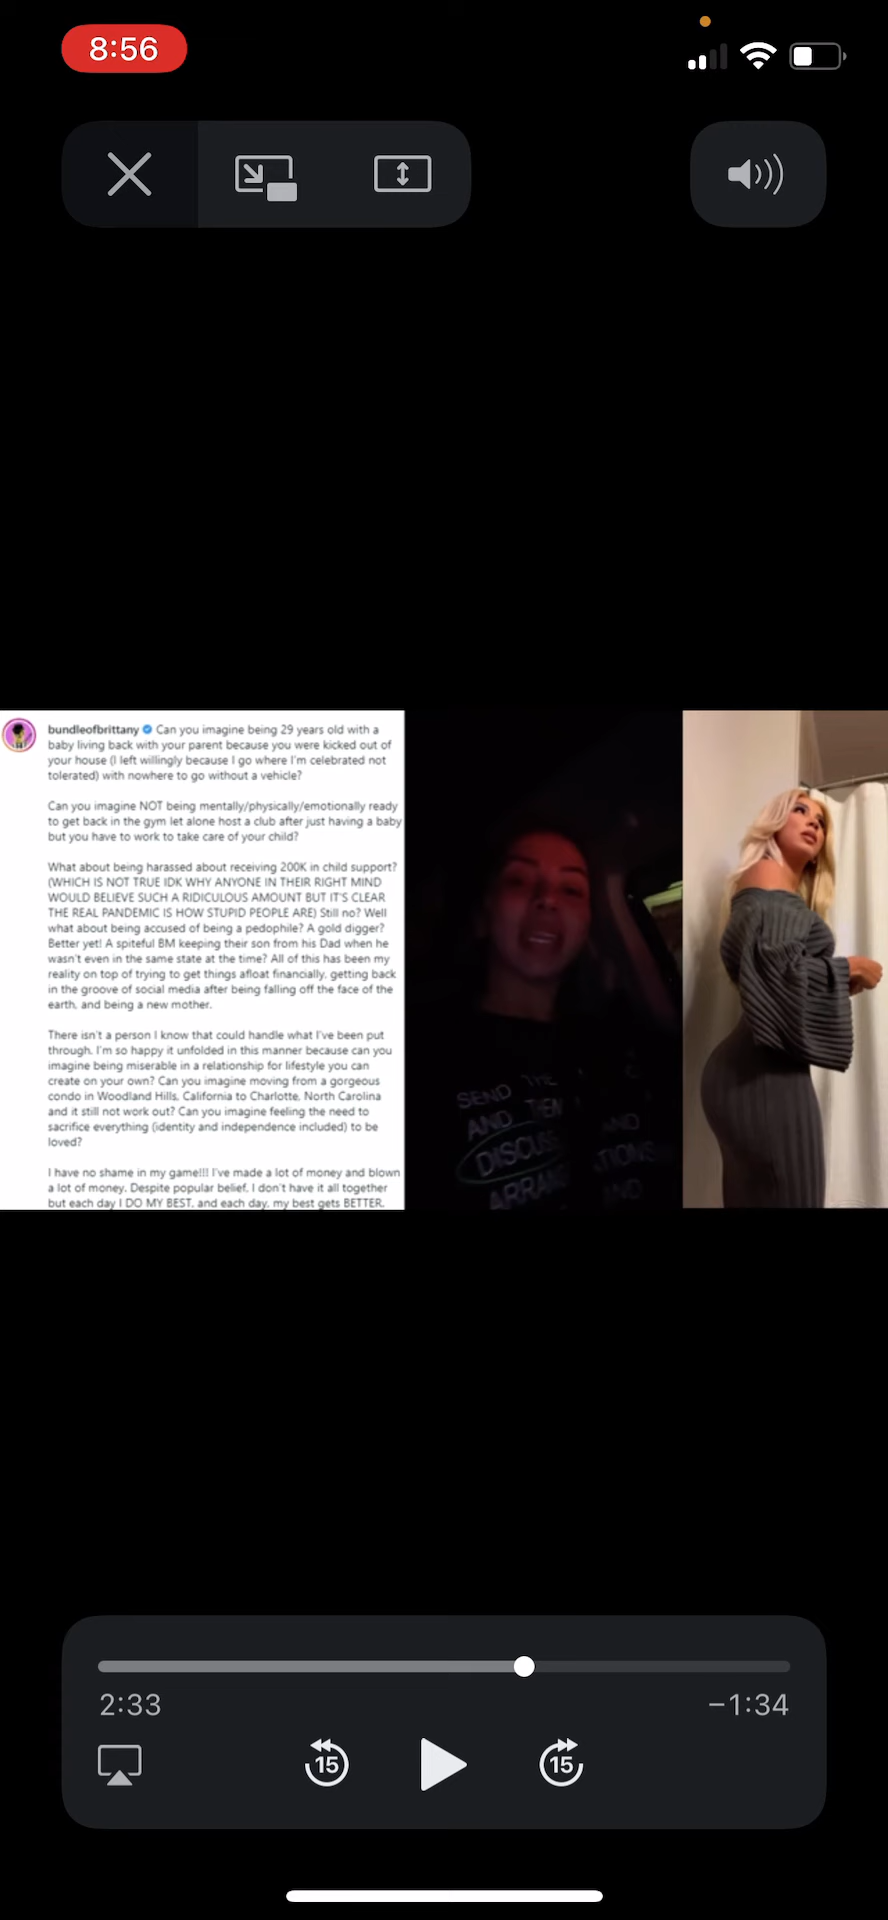 8:56
bundleofbrittany Can you imagine being 29 years old with a
baby living back with your parent because you were kicked out of
your house (I left willingly because I go where I'm celebrated not
tolerated) with nowhere to go without a vehicle?
Can you imagine NOT being mentally/physically/emotionally ready
to get back in the gym let alone host a club after just having a baby
but you have to work to take care of your child?
What about being harassed about receiving 200K in child support?
(WHICH IS NOT TRUE IDK WHY ANYONE IN THEIR RIGHT MIND
WOULD BELIEVE SUCH A RIDICULOUS AMOUNT BUT IT'S CLEAR
THE REAL PANDEMIC IS HOW STUPID PEOPLE ARE) Still no? Well
what about being accused of being a pedophile? A gold digger?
Better yet! A spiteful BM keeping their son from his Dad when he
wasn't even in the same state at the time? All of this has been my
reality on top of trying to get things afloat financially, getting back
in the groove of social media after being falling off the face of the
earth, and being a new mother.
There isn't a person I know that could handle what I've been put
through. I'm so happy it unfolded in this manner because can you
imagine being miserable in a relationship for lifestyle you can
create on your own? Can you imagine moving from a gorgeous
condo in Woodland Hills, California to Charlotte, North Carolina
and it still not work out? Can you imagine feeling the need to
sacrifice everything (identity and independence included) to be
loved?
I have no shame in my game!!! I've made a lot of money and blown
a lot of money. Despite popular belief, I don't have it all together
but each day I DO MY BEST, and each day, my best gets BETTER.
SEND THE
AND THEN AND
DISCUSS
AND
2:33
−1:34
15
15